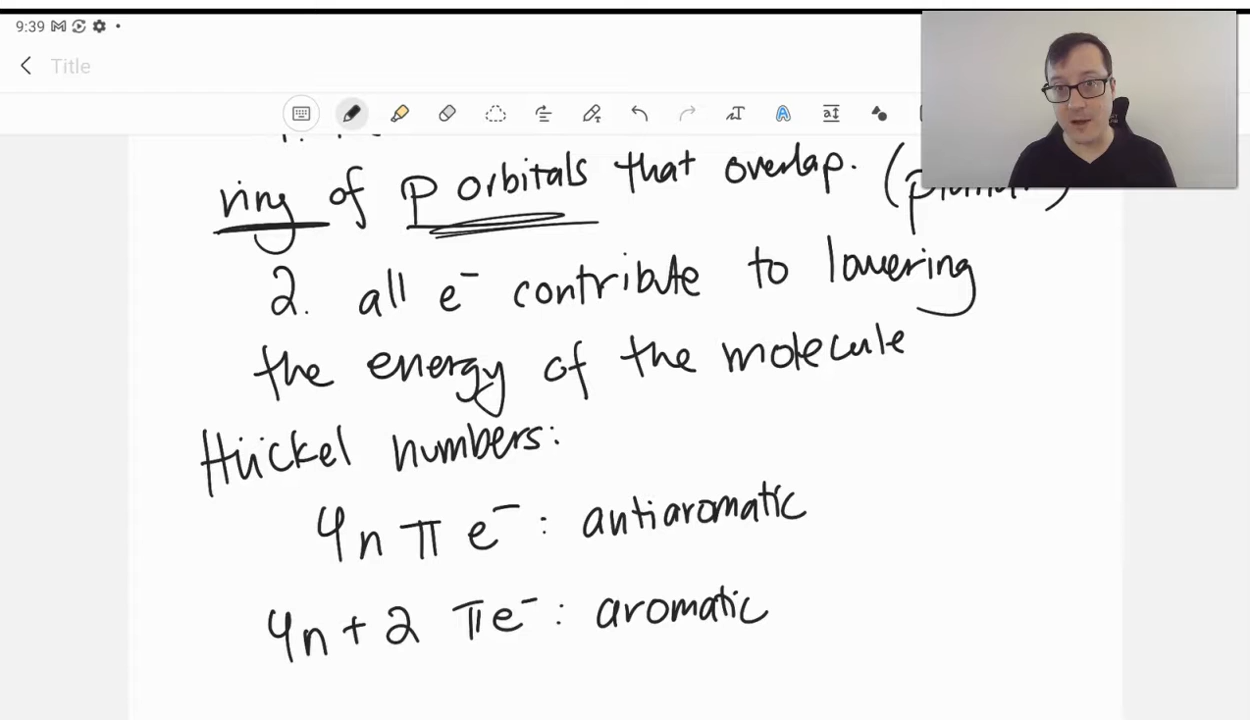 9:39
Title
ring of p orbitals that overlap.
2. all e⁻ contribute to lowering
the energy of the molecule
Hückel numbers:
4n π e⁻: antiaromatic
4n + 2 π e⁻: aromatic